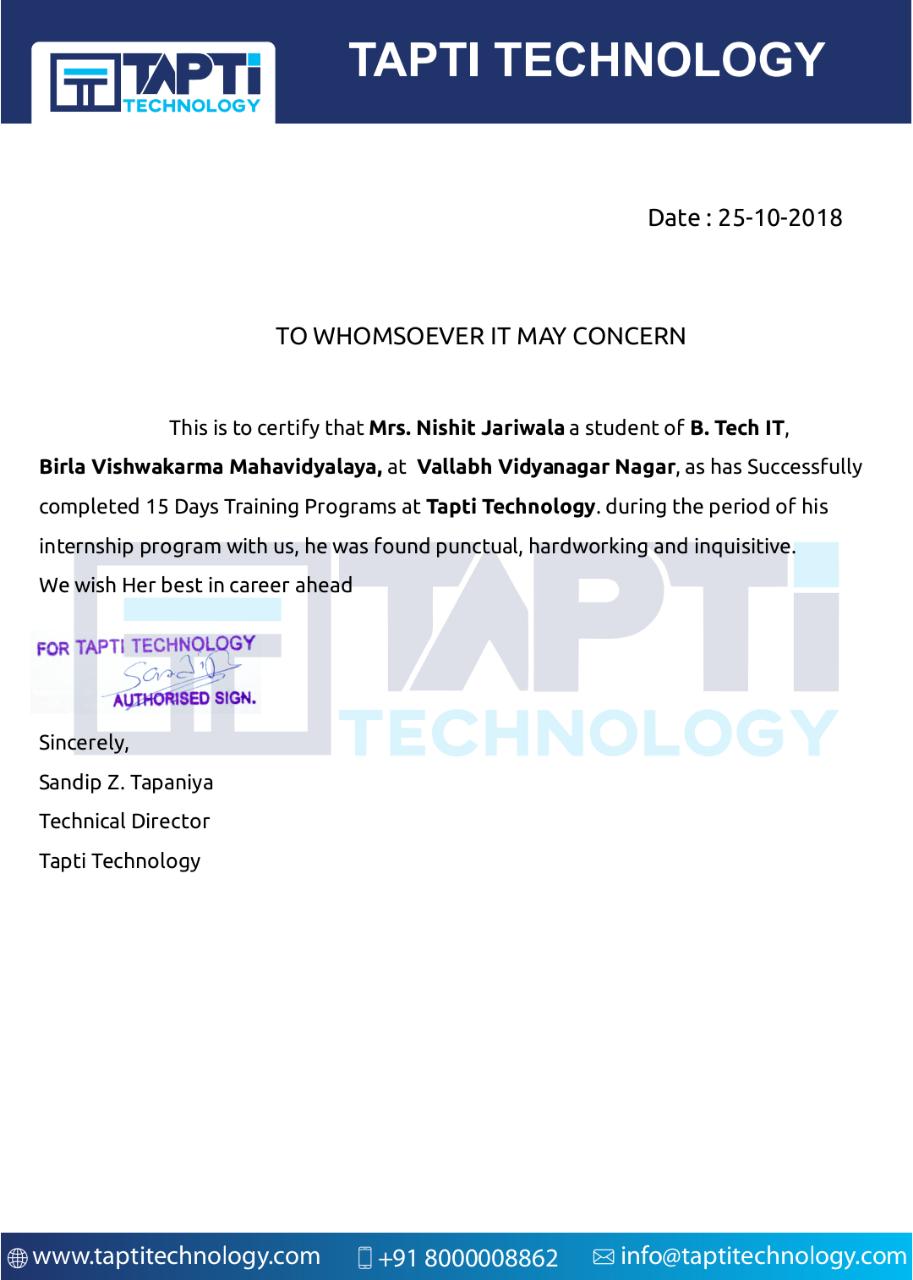 TAPTI
TECHNOLOGY
TAPTI TECHNOLOGY
Date : 25-10-2018
TO WHOMSOEVER IT MAY CONCERN
This is to certify that Mrs. Nishit Jariwala a student of B. Tech IT,
Birla Vishwakarma Mahavidyalaya, at Vallabh Vidyanagar Nagar, as has Successfully
completed 15 Days Training Programs at Tapti Technology. during the period of his
internship program with us, he was found punctual, hardworking and inquisitive.
We wish Her best in career ahead
TAPTI
TECHNOLOGY
FOR TAPTI TECHNOLOGY
AUTHORISED SIGN.
Sincerely,
Sandip Z. Tapaniya
Technical Director
Tapti Technology
www.taptitechnology.com +91 8000008862 info@taptitechnology.com